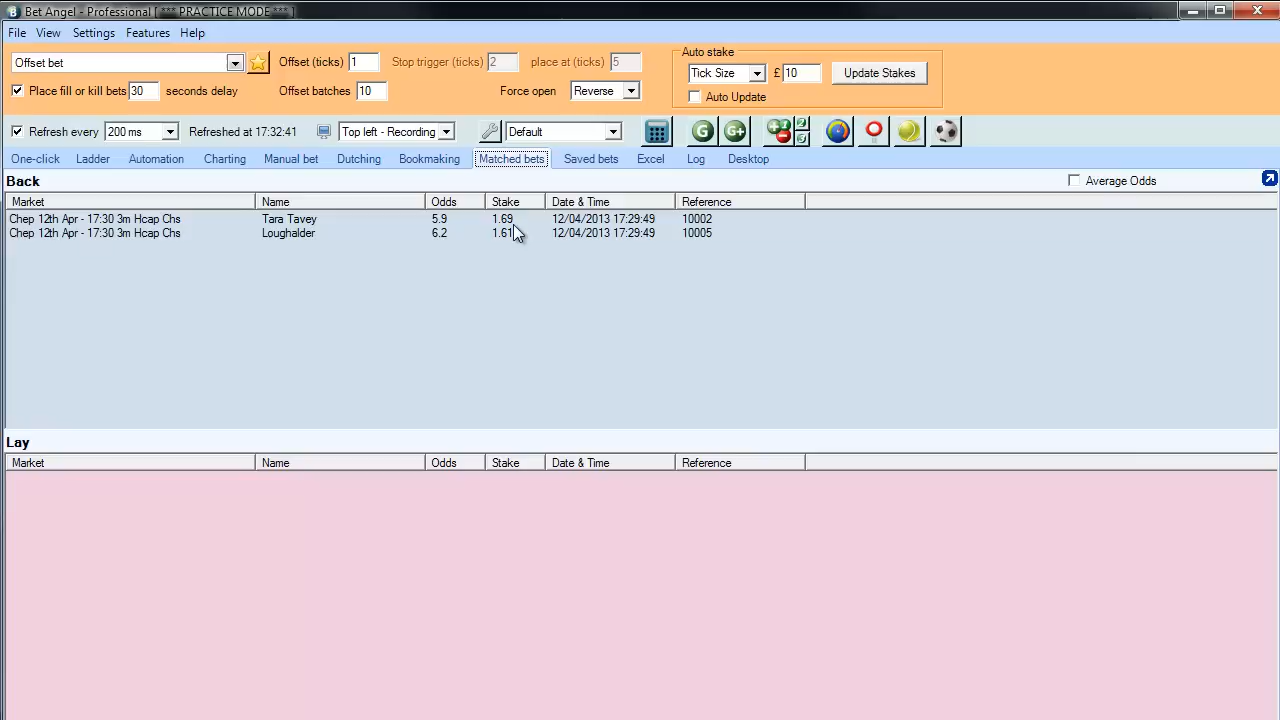 Bet Angel - Professional [ *** PRACTICE MODE *** ]
File View Settings Features Help
Offset bet Offset (ticks) 1 Stop trigger (ticks) 2 place at (ticks) 5
Auto stake
Tick Size £ 10 Update Stakes
Place fill or kill bets 30 seconds delay Offset batches 10 Force open Reverse
Auto Update
Refresh every 200 ms Refreshed at 17:32:41 Top left - Recording Default G G+
One-click Ladder Automation Charting Manual bet Dutching Bookmaking Matched bets Saved bets Excel Log Desktop
Back Average Odds
Market Name Odds Stake Date & Time Reference
Chep 12th Apr - 17:30 3m Hcap Chs Tara Tavey 5.9 1.69 12/04/2013 17:29:49 10002
Chep 12th Apr - 17:30 3m Hcap Chs Loughalder 6.2 1.61 12/04/2013 17:29:49 10005
Lay
Market Name Odds Stake Date & Time Reference